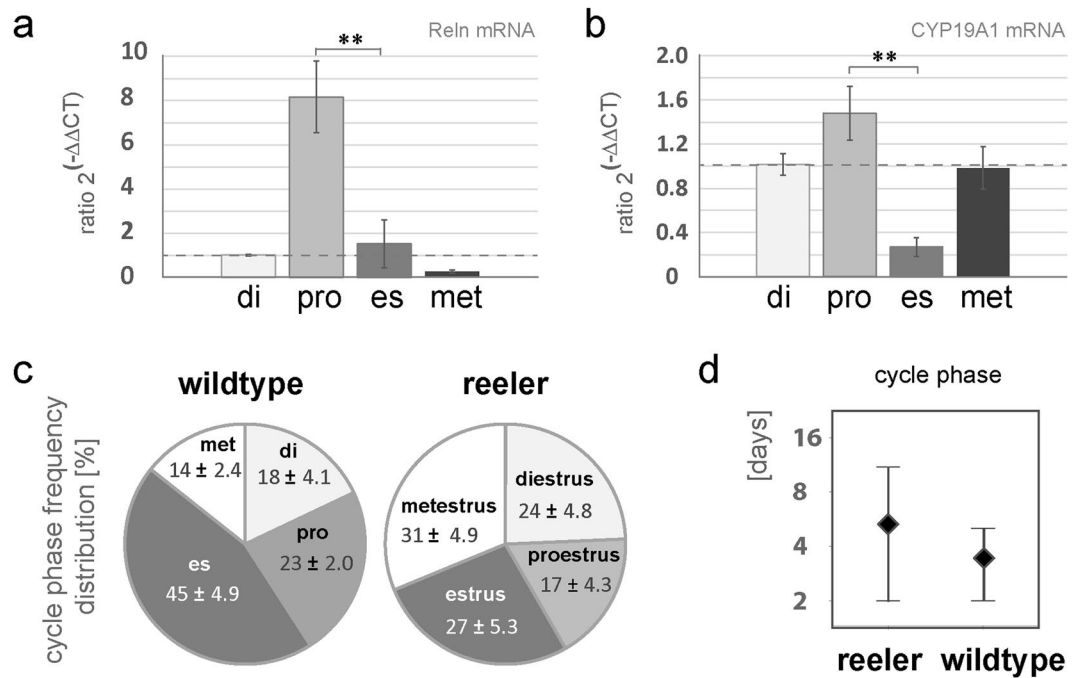 a
Reln mRNA
ratio 2(-ΔΔCT)
10
8
6
4
2
0
**
di pro es met
b
CYP19A1 mRNA
ratio 2(-ΔΔCT)
2.0
1.6
1.2
0.8
0.4
0
**
di pro es met
c
cycle phase frequency
distribution [%]
wildtype
met
14 ± 2.4
di
18 ± 4.1
pro
23 ± 2.0
es
45 ± 4.9
reeler
diestrus
24 ± 4.8
metestrus
31 ± 4.9
proestrus
17 ± 4.3
estrus
27 ± 5.3
d
cycle phase
[days]
16
8
4
2
reeler wildtype